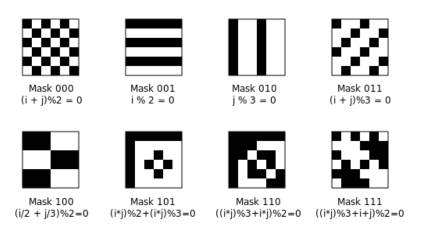 Mask 000 Mask 001 Mask 010 Mask 011
(i + j)%2 = 0 i % 2 = 0 j % 3 = 0 (i + j)%3 = 0
Mask 100 Mask 101 Mask 110 Mask 111
(i/2 + j/3)%2=0 (i*j)%2+(i*j)%3=0 ((i*j)%3+i*j)%2=0 ((i*j)%3+i+j)%2=0